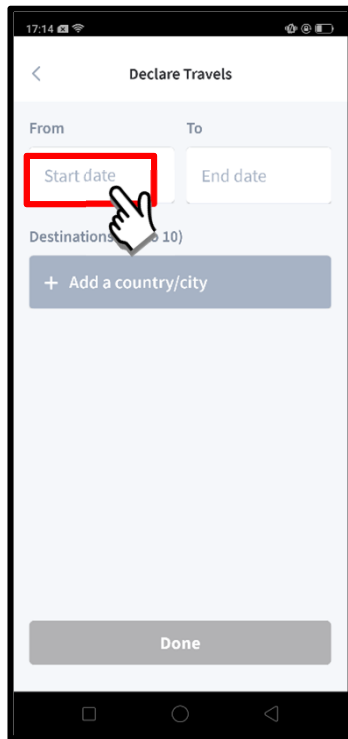 17:14
Declare Travels
From To
Start date End date
Destinations 10)
+ Add a country/city
Done